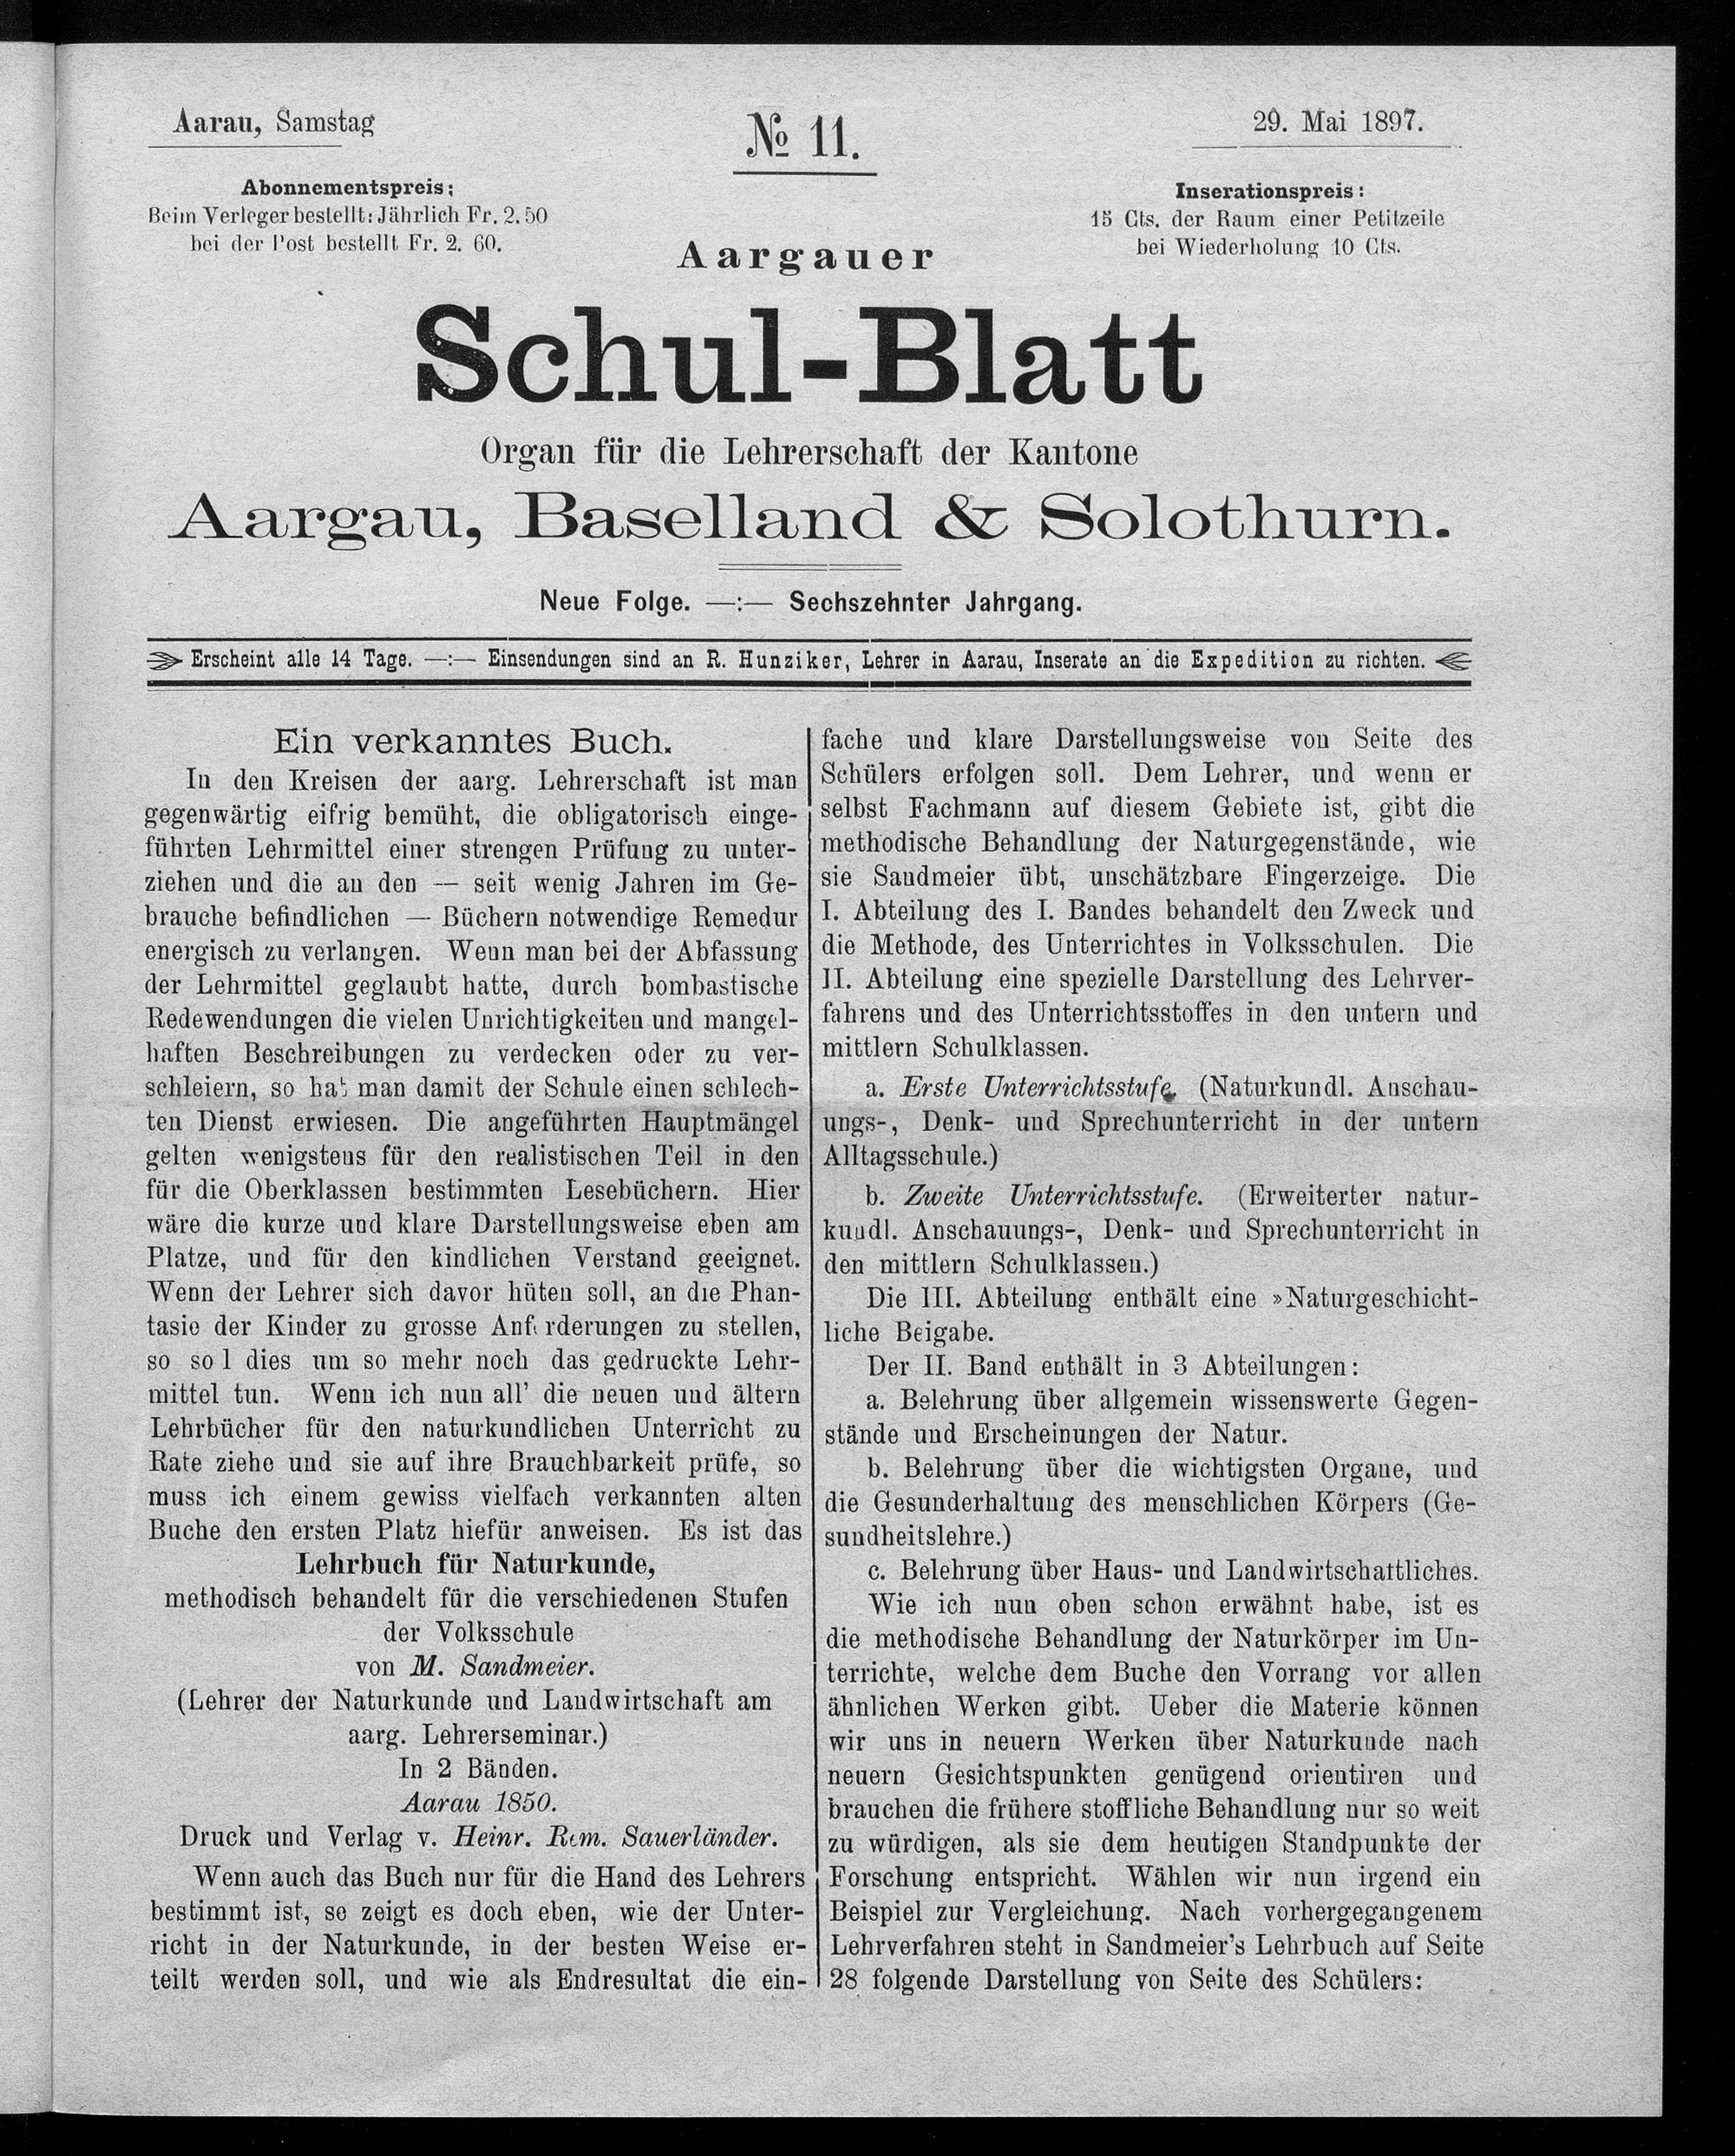 Aarau, Samstag
№ 11.
29. Mai 1897.
Abonnementspreis:
Beim Verleger bestellt: Jährlich Fr. 2. 50
bei der Post bestellt Fr. 2. 60.
Inserationspreis:
15 Cts. der Raum einer Petitzeile
bei Wiederholung 10 Cts.
Aargauer
Schul-Blatt
Organ für die Lehrerschaft der Kantone
Aargau, Baselland & Solothurn.
Neue Folge. —:— Sechszehnter Jahrgang.
Erscheint alle 14 Tage. —:— Einsendungen sind an R. Hunziker, Lehrer in Aarau, Inserate an die Expedition zu richten.
Ein verkanntes Buch.
In den Kreisen der aarg. Lehrerschaft ist man
gegenwärtig eifrig bemüht, die obligatorisch einge-
führten Lehrmittel einer strengen Prüfung zu unter-
ziehen und die an den — seit wenig Jahren im Ge-
brauche befindlichen — Büchern notwendige Remedur
energisch zu verlangen. Wenn man bei der Abfassung
der Lehrmittel geglaubt hatte, durch bombastische
Redewendungen die vielen Unrichtigkeiten und mangel-
haften Beschreibungen zu verdecken oder zu ver-
schleiern, so hat man damit der Schule einen schlech-
ten Dienst erwiesen. Die angeführten Hauptmängel
gelten wenigstens für den realistischen Teil in den
für die Oberklassen bestimmten Lesebüchern. Hier
wäre die kurze und klare Darstellungsweise eben am
Platze, und für den kindlichen Verstand geeignet.
Wenn der Lehrer sich davor hüten soll, an die Phan-
tasie der Kinder zu grosse Anforderungen zu stellen,
so sol dies um so mehr noch das gedruckte Lehr-
mittel tun. Wenn ich nun all' die neuen und ältern
Lehrbücher für den naturkundlichen Unterricht zu
Rate ziehe und sie auf ihre Brauchbarkeit prüfe, so
muss ich einem gewiss vielfach verkannten alten
Buche den ersten Platz hiefür anweisen. Es ist das
Lehrbuch für Naturkunde,
methodisch behandelt für die verschiedenen Stufen
der Volksschule
von M. Sandmeier.
(Lehrer der Naturkunde und Landwirtschaft am
aarg. Lehrerseminar.)
In 2 Bänden.
Aarau 1850.
Druck und Verlag v. Heinr. Rem. Sauerländer.
Wenn auch das Buch nur für die Hand des Lehrers
bestimmt ist, so zeigt es doch eben, wie der Unter-
richt in der Naturkunde, in der besten Weise er-
teilt werden soll, und wie als Endresultat die ein-
fache und klare Darstellungsweise von Seite des
Schülers erfolgen soll. Dem Lehrer, und wenn er
selbst Fachmann auf diesem Gebiete ist, gibt die
methodische Behandlung der Naturgegenstände, wie
sie Sandmeier übt, unschätzbare Fingerzeige. Die
I. Abteilung des I. Bandes behandelt den Zweck und
die Methode, des Unterrichtes in Volksschulen. Die
II. Abteilung eine spezielle Darstellung des Lehrver-
fahrens und des Unterrichtsstoffes in den untern und
mittlern Schulklassen.
a. Erste Unterrichtsstufe. (Naturkundl. Anschau-
ungs-, Denk- und Sprechunterricht in der untern
Alltagsschule.)
b. Zweite Unterrichtsstufe. (Erweiterter natur-
kundl. Anschauungs-, Denk- und Sprechunterricht in
den mittlern Schulklassen.)
Die III. Abteilung enthält eine »Naturgeschicht-
liche Beigabe.
Der II. Band enthält in 3 Abteilungen:
a. Belehrung über allgemein wissenswerte Gegen-
stände und Erscheinungen der Natur.
b. Belehrung über die wichtigsten Organe, und
die Gesunderhaltung des menschlichen Körpers (Ge-
sundheitslehre.)
c. Belehrung über Haus- und Landwirtschaftliches.
Wie ich nun oben schon erwähnt habe, ist es
die methodische Behandlung der Naturkörper im Un-
terrichte, welche dem Buche den Vorrang vor allen
ähnlichen Werken gibt. Ueber die Materie können
wir uns in neuern Werken über Naturkunde nach
neuern Gesichtspunkten genügend orientiren und
brauchen die frühere stoffliche Behandlung nur so weit
zu würdigen, als sie dem heutigen Standpunkte der
Forschung entspricht. Wählen wir nun irgend ein
Beispiel zur Vergleichung. Nach vorhergegangenem
Lehrverfahren steht in Sandmeier's Lehrbuch auf Seite
28 folgende Darstellung von Seite des Schülers: